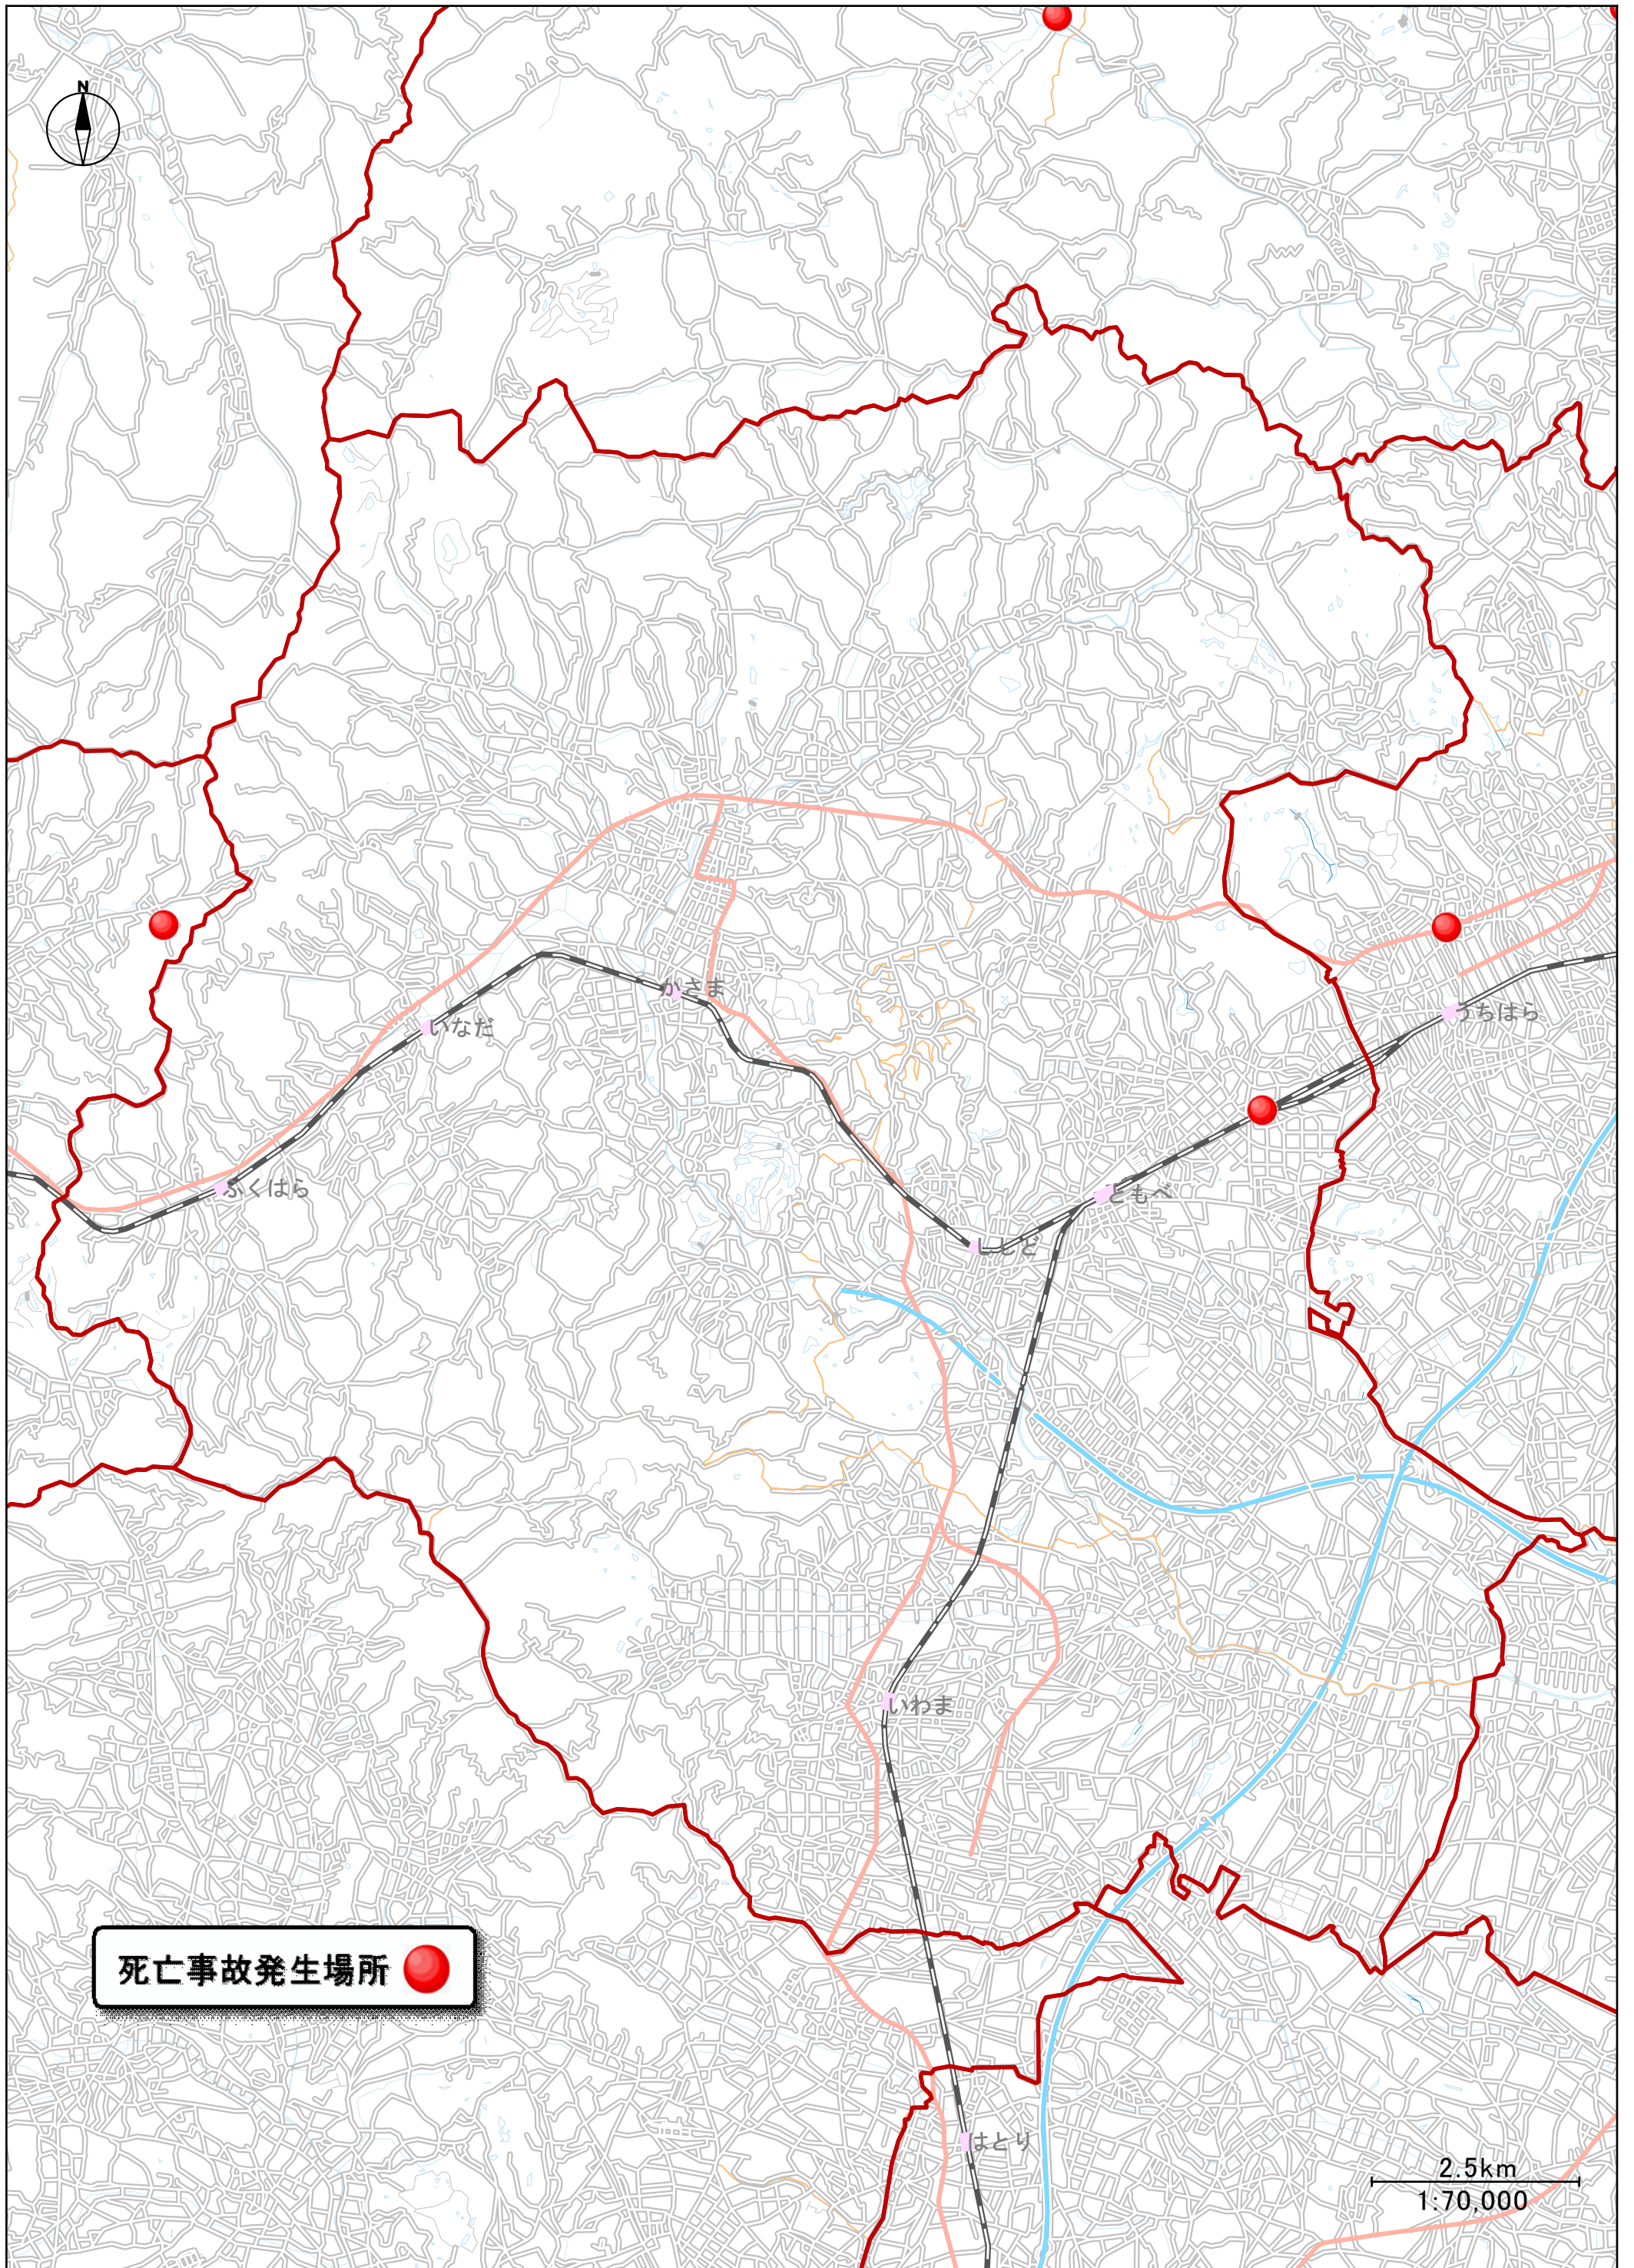 N
かさま
いなだ
うちはら
ふくはら
ともべ
ししど
いわま
死亡事故発生場所
はとり
2.5km
1:70,000